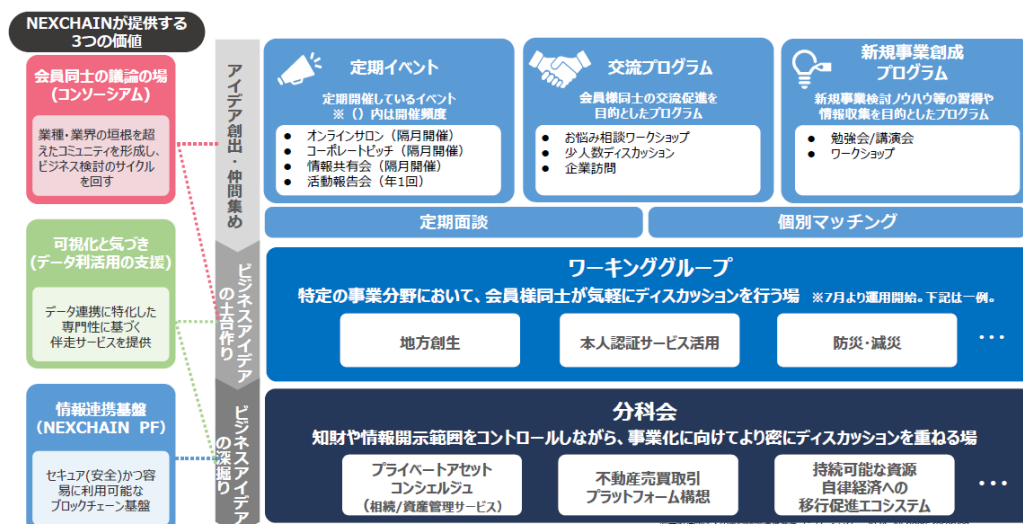 NEXCHAINが提供する
3つの価値
会員同士の議論の場
(コンソーシアム)
業種・業界の垣根を超
えたコミュニティを形成し、
ビジネス検討のサイクル
を回す
可視化と気づき
(データ利活用の支援)
データ連携に特化した
専門性に基づく
伴走サービスを提供
情報連携基盤
(NEXCHAIN PF)
セキュア(安全)かつ容
易に利用可能な
ブロックチェーン基盤
アイデア創出・仲間集め
定期イベント
定期開催しているイベント
※()内は開催頻度
● オンラインサロン(隔月開催)
● コーポレートピッチ(隔月開催)
● 情報共有会(隔月開催)
● 活動報告会(年1回)
交流プログラム
会員様同士の交流促進を
目的としたプログラム
● お悩み相談ワークショップ
● 少人数ディスカッション
● 企業訪問
新規事業創成
プログラム
新規事業検討ノウハウ等の習得や
情報収集を目的としたプログラム
● 勉強会/講演会
● ワークショップ
定期面談
個別マッチング
ビジネスアイデア
の土台作り
ワーキンググループ
特定の事業分野において、会員様同士が気軽にディスカッションを行う場 ※7月より運用開始。下記は一例。
地方創生
本人認証サービス活用
防災・減災
・・・
ビジネスアイデア
の深掘り
分科会
知財や情報開示範囲をコントロールしながら、事業化に向けてより密にディスカッションを重ねる場
プライベートアセット
コンシェルジュ
(相続/資産管理サービス)
不動産売買取引
プラットフォーム構想
持続可能な資源
自律経済への
移行促進エコシステム
・・・